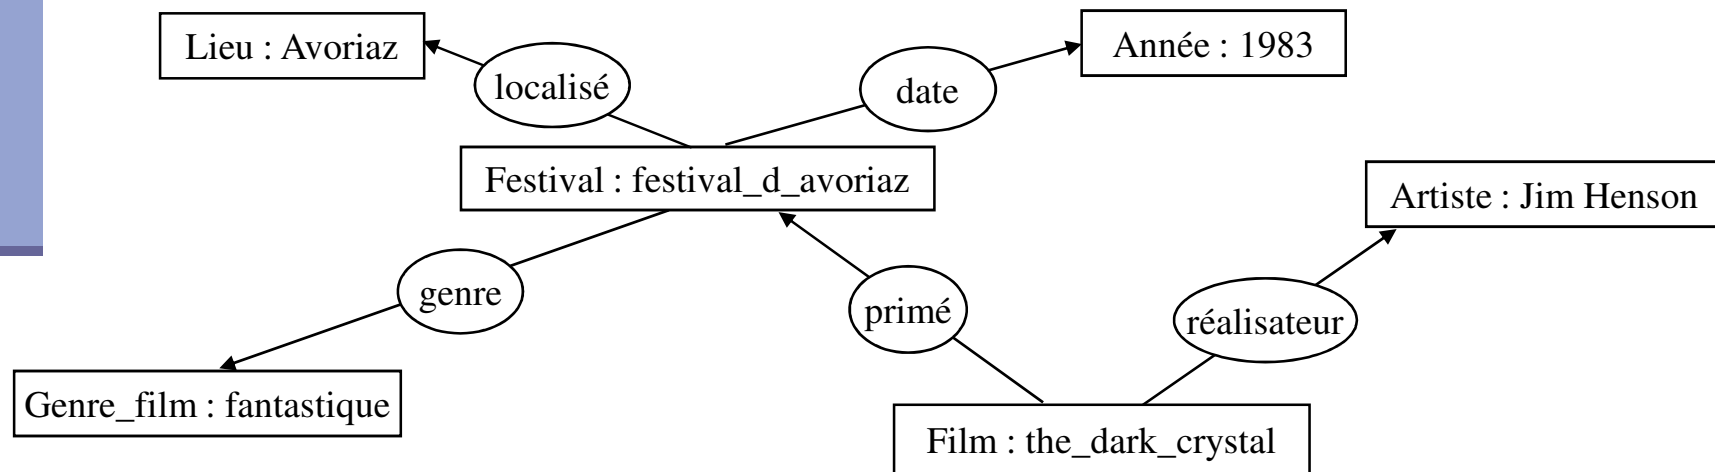 Lieu : Avoriaz
Année : 1983
localisé
date
Festival : festival_d_avoriaz
Artiste : Jim Henson
genre
primé
réalisateur
Genre_film : fantastique
Film : the_dark_crystal